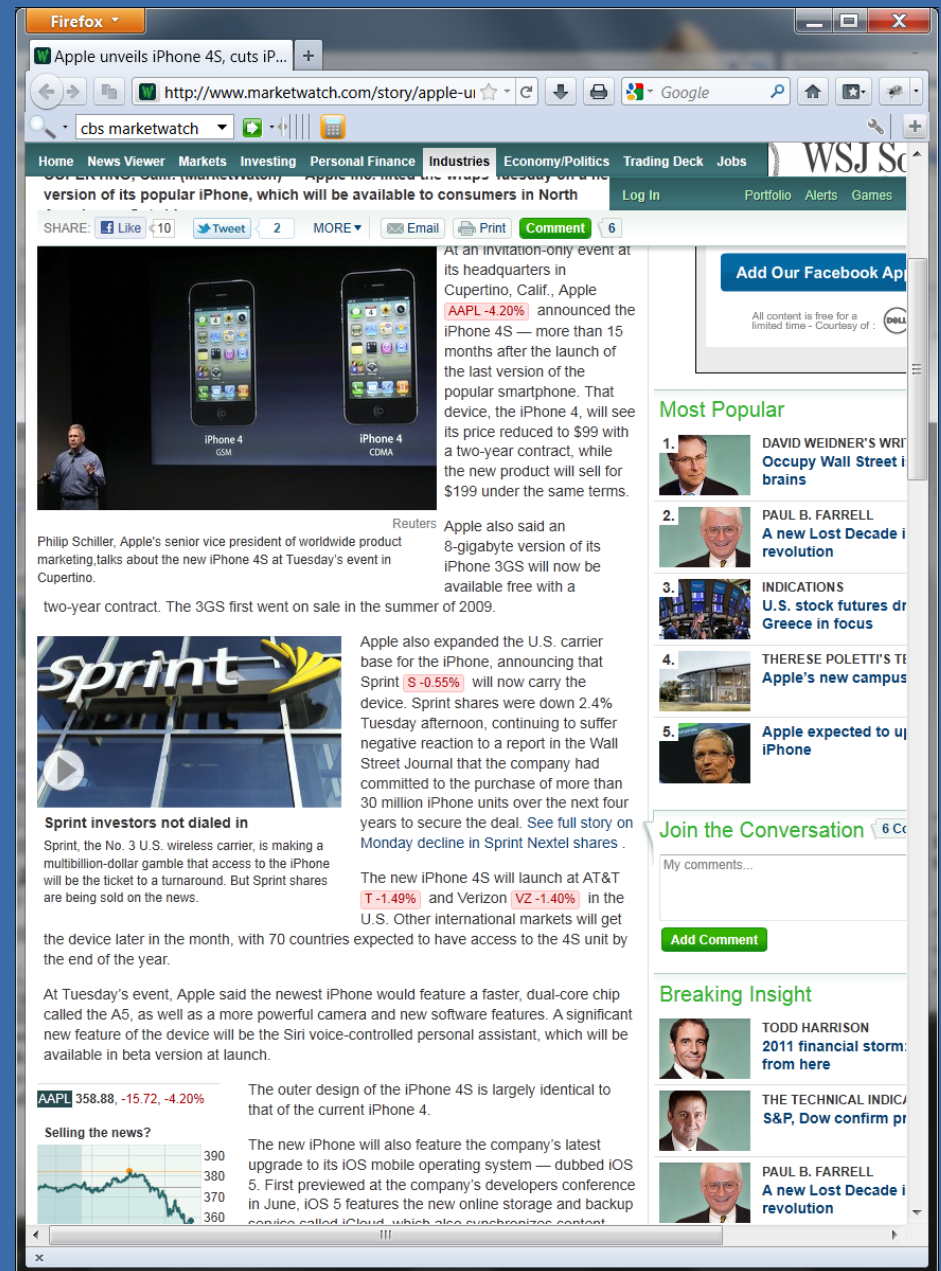 Firefox
Apple unveils iPhone 4S, cuts iP...
http://www.marketwatch.com/story/apple-u
Google
cbs marketwatch
Home News Viewer Markets Investing Personal Finance Industries Economy/Politics Trading Deck Jobs
WSJ
version of its popular iPhone, which will be available to consumers in North
Log In Portfolio Alerts Games
SHARE: Like 10 Tweet 2 MORE Email Print Comment 6
At an invitation-only event at
its headquarters in
Cupertino, Calif., Apple
AAPL -4.20% announced the
iPhone 4S — more than 15
months after the launch of
the last version of the
popular smartphone. That
device, the iPhone 4, will see
its price reduced to $99 with
a two-year contract, while
the new product will sell for
$199 under the same terms.
iPhone 4
GSM
iPhone 4
CDMA
Reuters
Philip Schiller, Apple's senior vice president of worldwide product
marketing,talks about the new iPhone 4S at Tuesday's event in
Cupertino.
Apple also said an
8-gigabyte version of its
iPhone 3GS will now be
available free with a
two-year contract. The 3GS first went on sale in the summer of 2009.
Sprint
Sprint investors not dialed in
Sprint, the No. 3 U.S. wireless carrier, is making a
multibillion-dollar gamble that access to the iPhone
will be the ticket to a turnaround. But Sprint shares
are being sold on the news.
Apple also expanded the U.S. carrier
base for the iPhone, announcing that
Sprint S -0.55% will now carry the
device. Sprint shares were down 2.4%
Tuesday afternoon, continuing to suffer
negative reaction to a report in the Wall
Street Journal that the company had
committed to the purchase of more than
30 million iPhone units over the next four
years to secure the deal. See full story on
Monday decline in Sprint Nextel shares .
The new iPhone 4S will launch at AT&T
T -1.49% and Verizon VZ -1.40% in the
U.S. Other international markets will get
the device later in the month, with 70 countries expected to have access to the 4S unit by
the end of the year.
At Tuesday's event, Apple said the newest iPhone would feature a faster, dual-core chip
called the A5, as well as a more powerful camera and new software features. A significant
new feature of the device will be the Siri voice-controlled personal assistant, which will be
available in beta version at launch.
AAPL 358.88, -15.72, -4.20%
Selling the news?
390
380
370
360
The outer design of the iPhone 4S is largely identical to
that of the current iPhone 4.
The new iPhone will also feature the company's latest
upgrade to its iOS mobile operating system — dubbed iOS
5. First previewed at the company's developers conference
in June, iOS 5 features the new online storage and backup
service called iCloud, which also synchronizes content
Add Our Facebook Ap
All content is free for a
limited time - Courtesy of :
DELL
Most Popular
1. DAVID WEIDNER'S WRI
Occupy Wall Street i
brains
2. PAUL B. FARRELL
A new Lost Decade i
revolution
3. INDICATIONS
U.S. stock futures dr
Greece in focus
4. THERESE POLETTI'S TE
Apple's new campus
5. Apple expected to up
iPhone
Join the Conversation 6 Co
My comments...
Add Comment
Breaking Insight
TODD HARRISON
2011 financial storm:
from here
THE TECHNICAL INDICA
S&P, Dow confirm pr
PAUL B. FARRELL
A new Lost Decade i
revolution